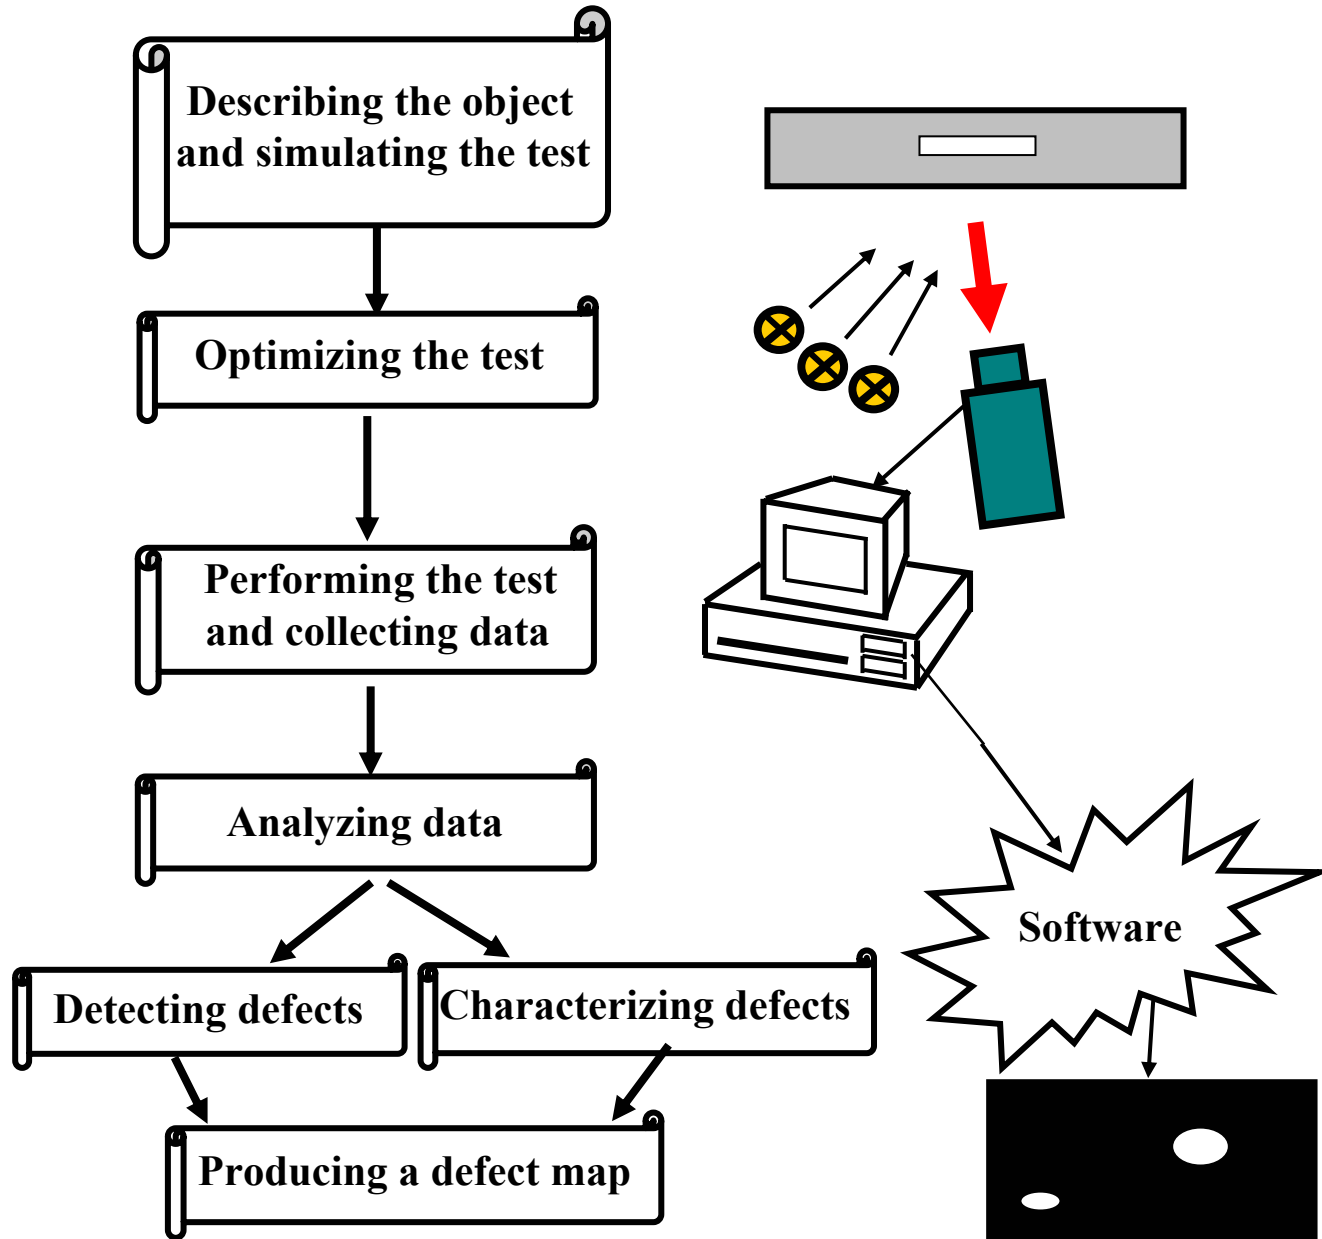 Describing the object
and simulating the test
Optimizing the test
Performing the test
and collecting data
Analyzing data
Detecting defects
Characterizing defects
Producing a defect map
Software